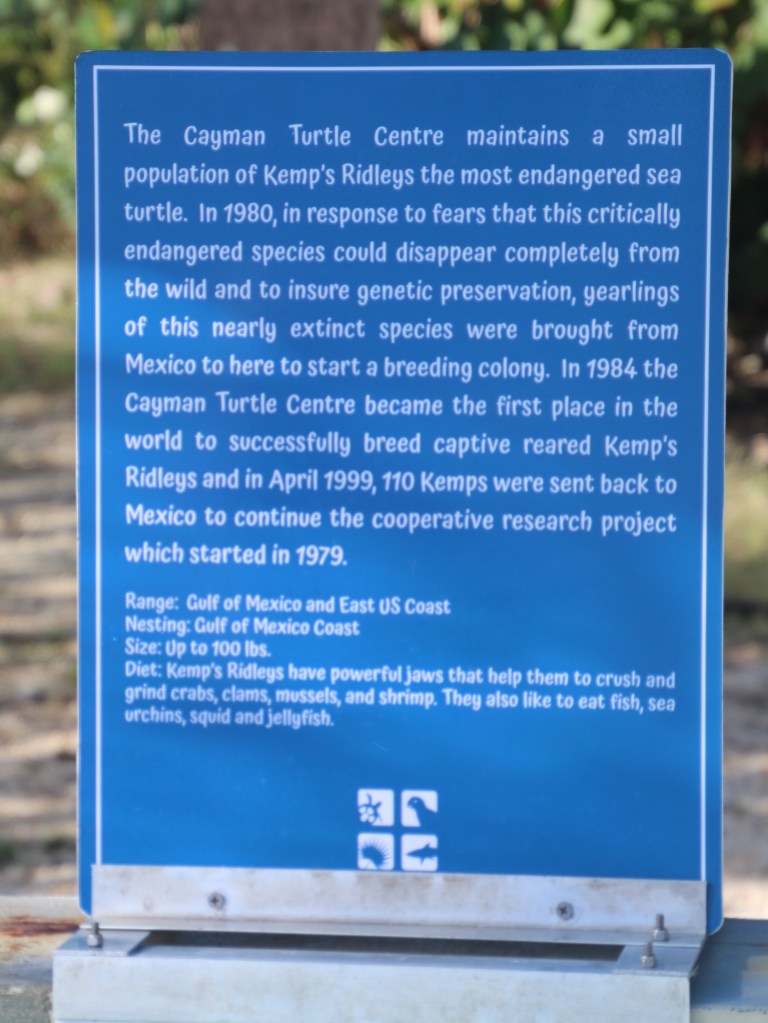 The Cayman Turtle Centre maintains a small
population of Kemp's Ridleys the most endangered sea
turtle. In 1980, in response to fears that this critically
endangered species could disappear completely from
the wild and to insure genetic preservation, yearlings
of this nearly extinct species were brought from
Mexico to here to start a breeding colony. In 1984 the
Cayman Turtle Centre became the first place in the
world to successfully breed captive reared Kemp's
Ridleys and in April 1999, 110 Kemps were sent back to
Mexico to continue the cooperative research project
which started in 1979.
Range: Gulf of Mexico and East US Coast
Nesting: Gulf of Mexico Coast
Size: Up to 100 lbs.
Diet: Kemp's Ridleys have powerful jaws that help them to crush and
grind crabs, clams, mussels, and shrimp. They also like to eat fish, sea
urchins, squid and jellyfish.